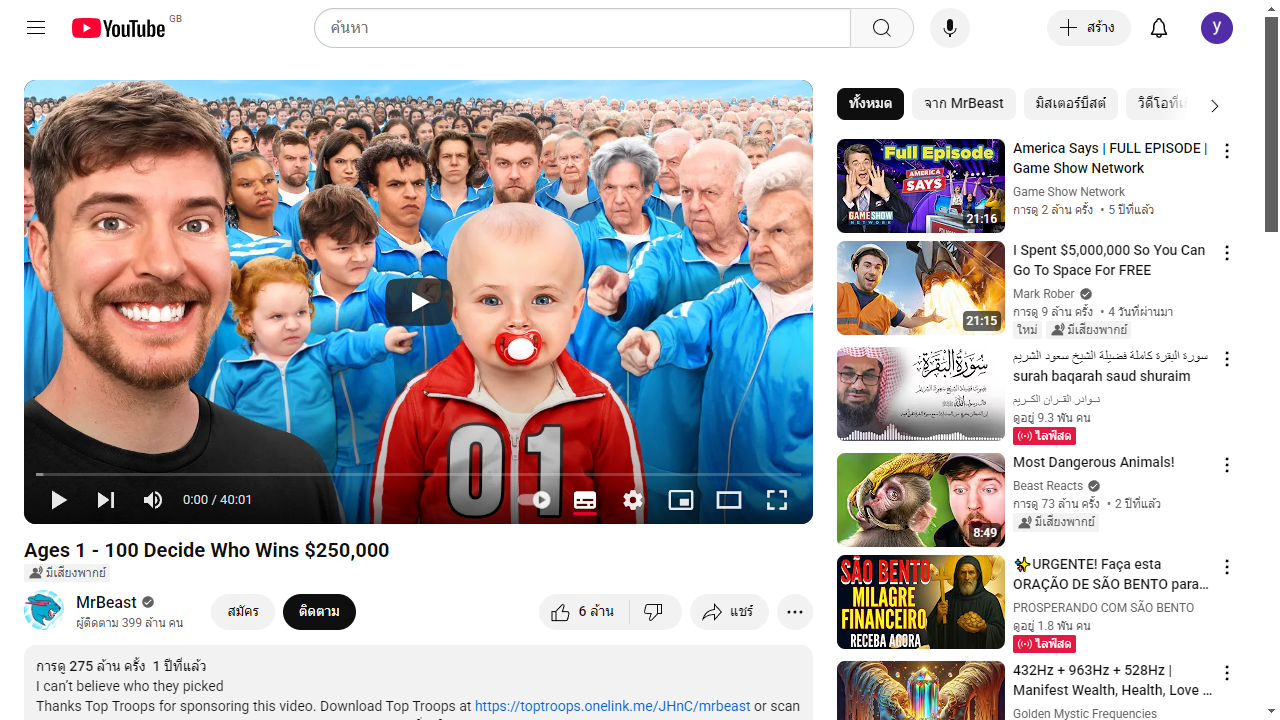 YouTube GB
ค้นหา
สร้าง
y
01
0:00 / 40:01
Ages 1 - 100 Decide Who Wins $250,000
มีเสียงพากย์
MrBeast
ผู้ติดตาม 399 ล้าน คน
สมัคร
ติดตาม
6 ล้าน
แชร์
การดู 275 ล้าน ครั้ง 1 ปีที่แล้ว
I can’t believe who they picked
Thanks Top Troops for sponsoring this video. Download Top Troops at https://toptroops.onelink.me/JHnC/mrbeast or scan
ทั้งหมด
จาก MrBeast
มิสเตอร์บีสต์
Full Episode
AMERICA SAYS
GAME SHOW NETWORK
21:16
America Says | FULL EPISODE |
Game Show Network
Game Show Network
การดู 2 ล้าน ครั้ง • 5 ปีที่แล้ว
21:15
I Spent $5,000,000 So You Can
Go To Space For FREE
Mark Rober
การดู 9 ล้าน ครั้ง • 4 วันที่ผ่านมา
ใหม่ มีเสียงพากย์
سورة البقرة
سورة البقرة كاملة فضيلة الشيخ سعود الشريم
surah baqarah saud shuraim
نـوادر القـرآن الكـريم
ดูอยู่ 9.3 พัน คน
ไลฟ์สด
8:49
Most Dangerous Animals!
Beast Reacts
การดู 73 ล้าน ครั้ง • 2 ปีที่แล้ว
มีเสียงพากย์
SÃO BENTO
MILAGRE
FINANCEIRO
RECEBA AGORA
✨URGENTE! Faça esta
ORAÇÃO DE SÃO BENTO para…
PROSPERANDO COM SÃO BENTO
ดูอยู่ 1.8 พัน คน
ไลฟ์สด
432Hz + 963Hz + 528Hz |
Manifest Wealth, Health, Love …
Golden Mystic Frequencies